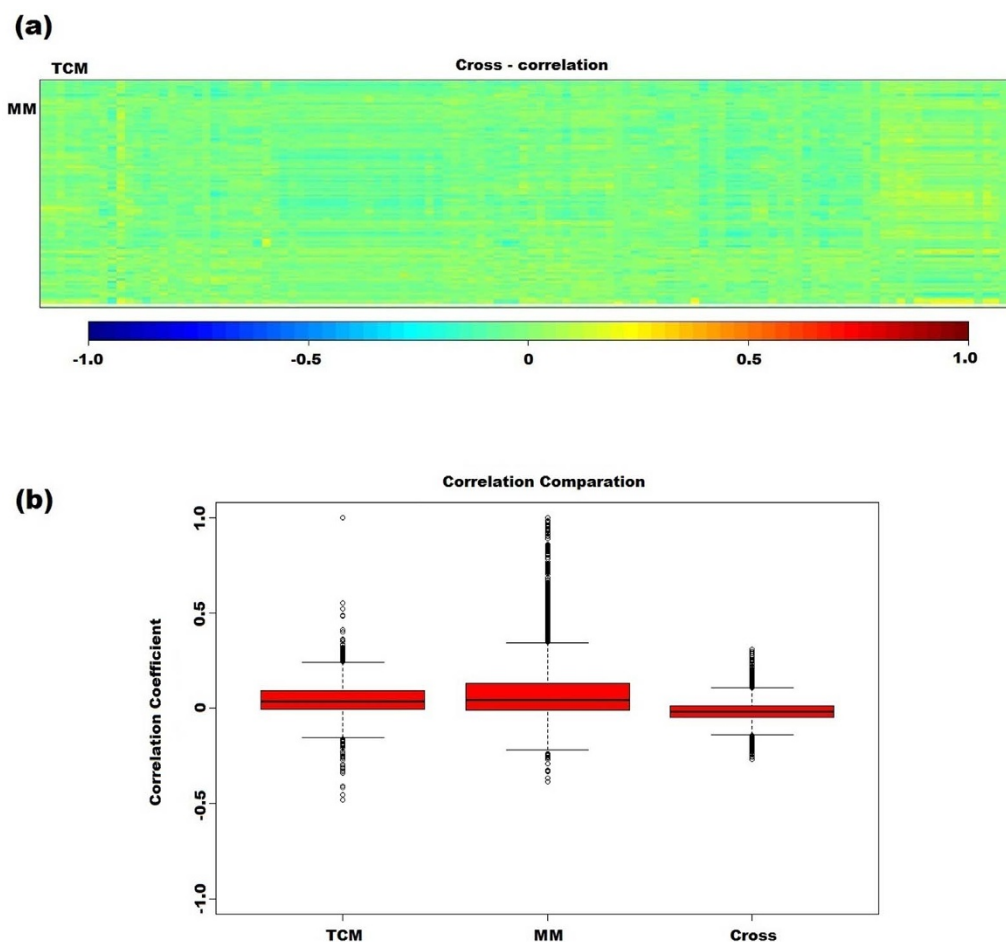 (a)
TCM
Cross - correlation
MM
-1.0 -0.5 0 0.5 1.0
(b)
Correlation Comparation
Correlation Coefficient
1.0
0.5
0
-0.5
-1.0
TCM MM Cross